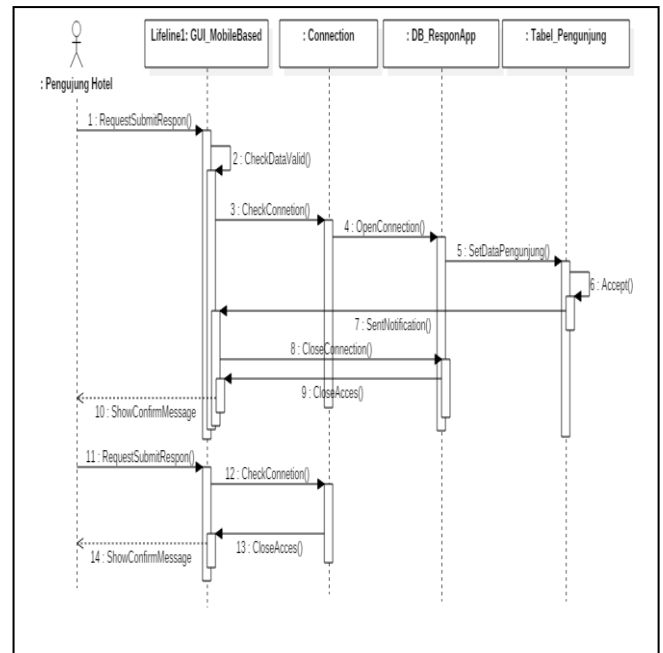 Lifeline1: GUI_MobileBased
: Connection
: DB_ResponApp
: Tabel_Pengunjung
: Pengujung Hotel
1 : RequestSubmitRespon()
2 : CheckDataValid()
3 : CheckConnetion()
4 : OpenConnection()
5 : SetDataPengunjung()
6 : Accept()
7 : SentNotification()
8 : CloseConnection()
9 : CloseAcces()
10 : ShowConfirmMessage
11 : RequestSubmitRespon()
12 : CheckConnetion()
13 : CloseAcces()
14 : ShowConfirmMessage